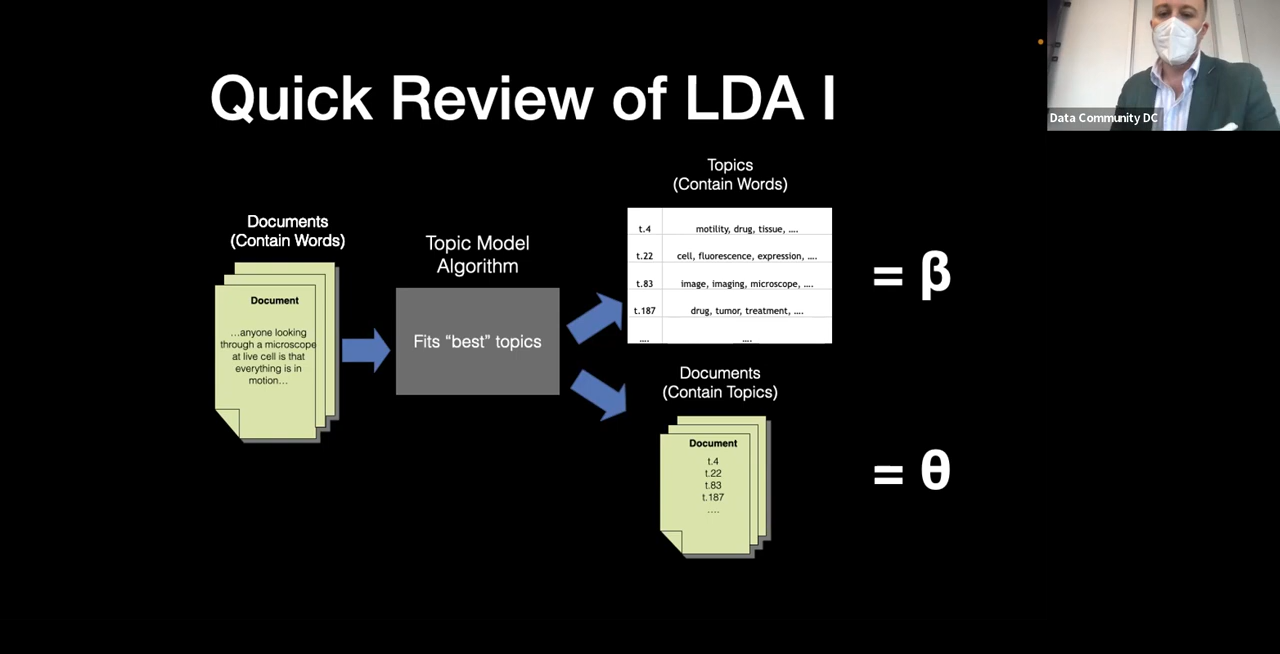 Quick Review of LDA I
Data Community DC
Documents
(Contain Words)
Document
...anyone looking
through a microscope
at live cell is that
everything is in
motion...
Topic Model
Algorithm
Fits “best” topics
Topics
(Contain Words)
t.4 motility, drug, tissue, ....
t.22 cell, fluorescence, expression, ....
t.83 image, imaging, microscope, ....
t.187 drug, tumor, treatment, ....
.... ....
= β
Documents
(Contain Topics)
Document
t.4
t.22
t.83
t.187
....
= θ